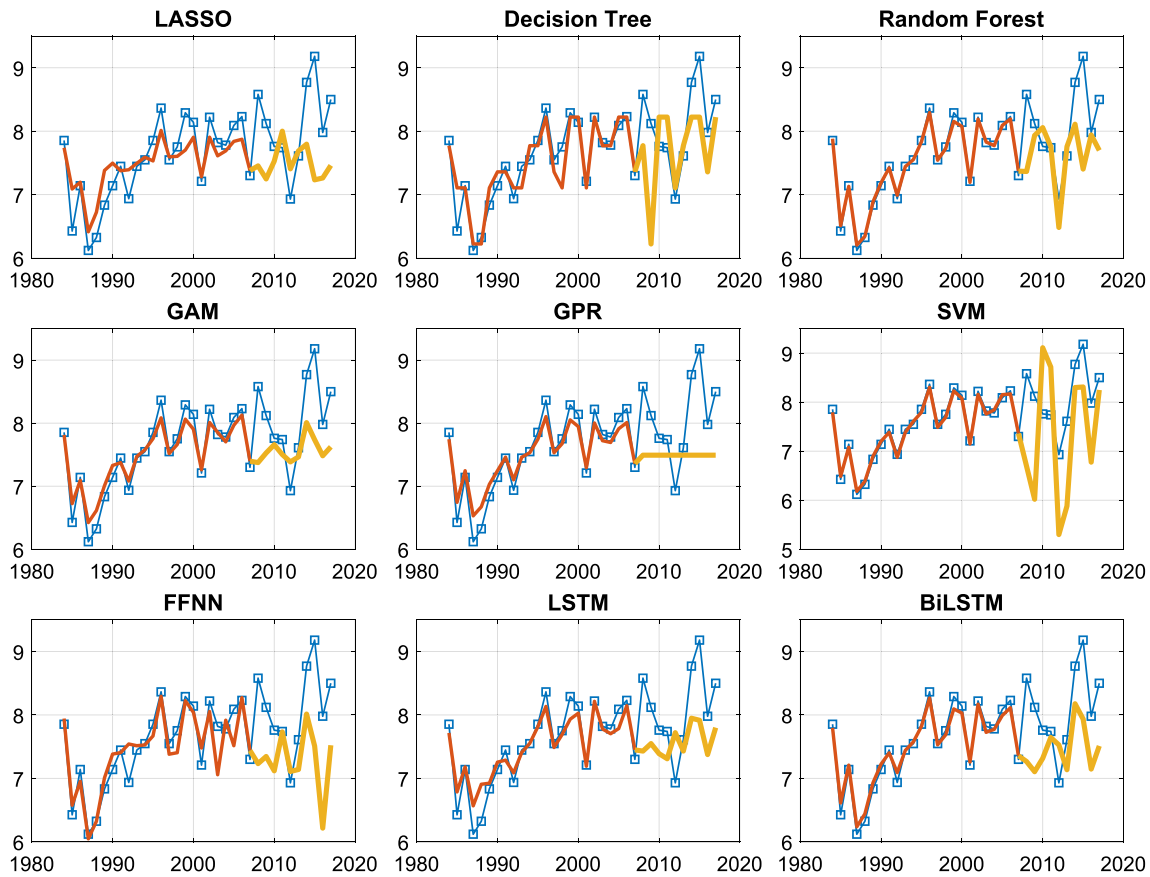 LASSO Decision Tree Random Forest
9 9 9
8 8 8
7 7 7
6 6 6
1980 1990 2000 2010 2020 1980 1990 2000 2010 2020 1980 1990 2000 2010 2020
GAM GPR SVM
9 9 9
8 8 8
7 7 7
6
6 6 5
1980 1990 2000 2010 2020 1980 1990 2000 2010 2020 1980 1990 2000 2010 2020
FFNN LSTM BiLSTM
9 9 9
8 8 8
7 7 7
6 6 6
1980 1990 2000 2010 2020 1980 1990 2000 2010 2020 1980 1990 2000 2010 2020